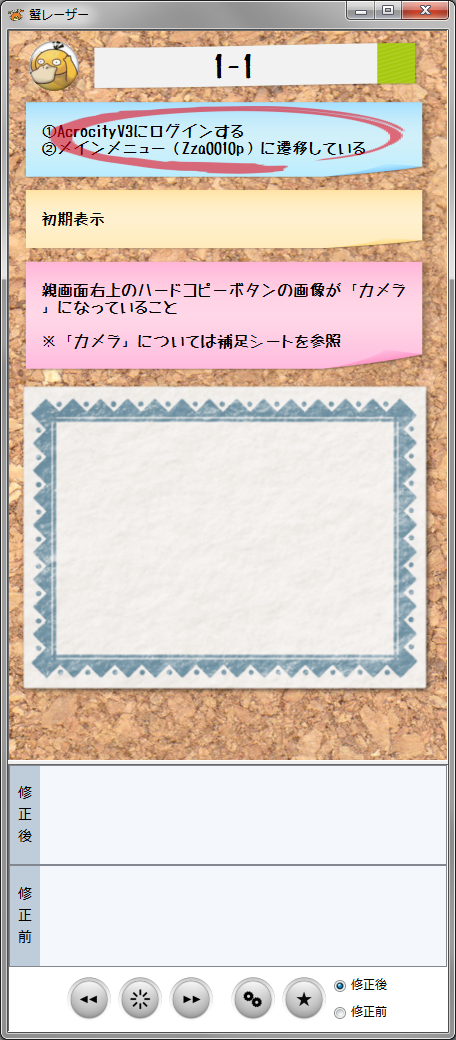 蟹レーザー
1-1
①AcrocityV3にログインする
②メインメニュー（Zza0010p）に遷移している
初期表示
親画面右上のハードコピーボタンの画像が「カメラ
」になっていること
※「カメラ」については補足シートを参照
修正後
修正前
修正後
修正前